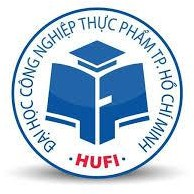 ĐẠI HỌC CÔNG NGHIỆP THỰC PHẨM TP. HỒ CHÍ MINH
HUFI